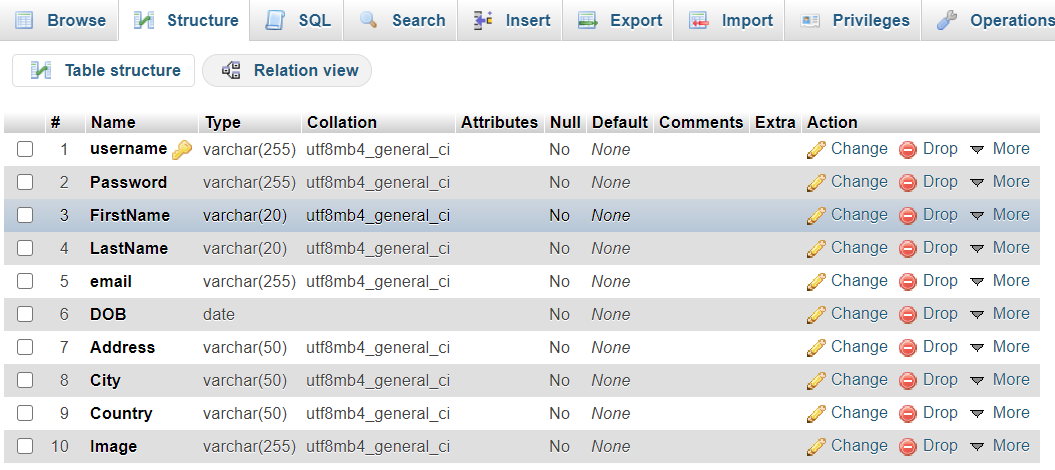 Browse Structure SQL Search Insert Export Import Privileges Operations
Table structure Relation view
# Name Type Collation Attributes Null Default Comments Extra Action
1 username varchar(255) utf8mb4_general_ci No None Change Drop More
2 Password varchar(255) utf8mb4_general_ci No None Change Drop More
3 FirstName varchar(20) utf8mb4_general_ci No None Change Drop More
4 LastName varchar(20) utf8mb4_general_ci No None Change Drop More
5 email varchar(255) utf8mb4_general_ci No None Change Drop More
6 DOB date No None Change Drop More
7 Address varchar(50) utf8mb4_general_ci No None Change Drop More
8 City varchar(50) utf8mb4_general_ci No None Change Drop More
9 Country varchar(50) utf8mb4_general_ci No None Change Drop More
10 Image varchar(255) utf8mb4_general_ci No None Change Drop More